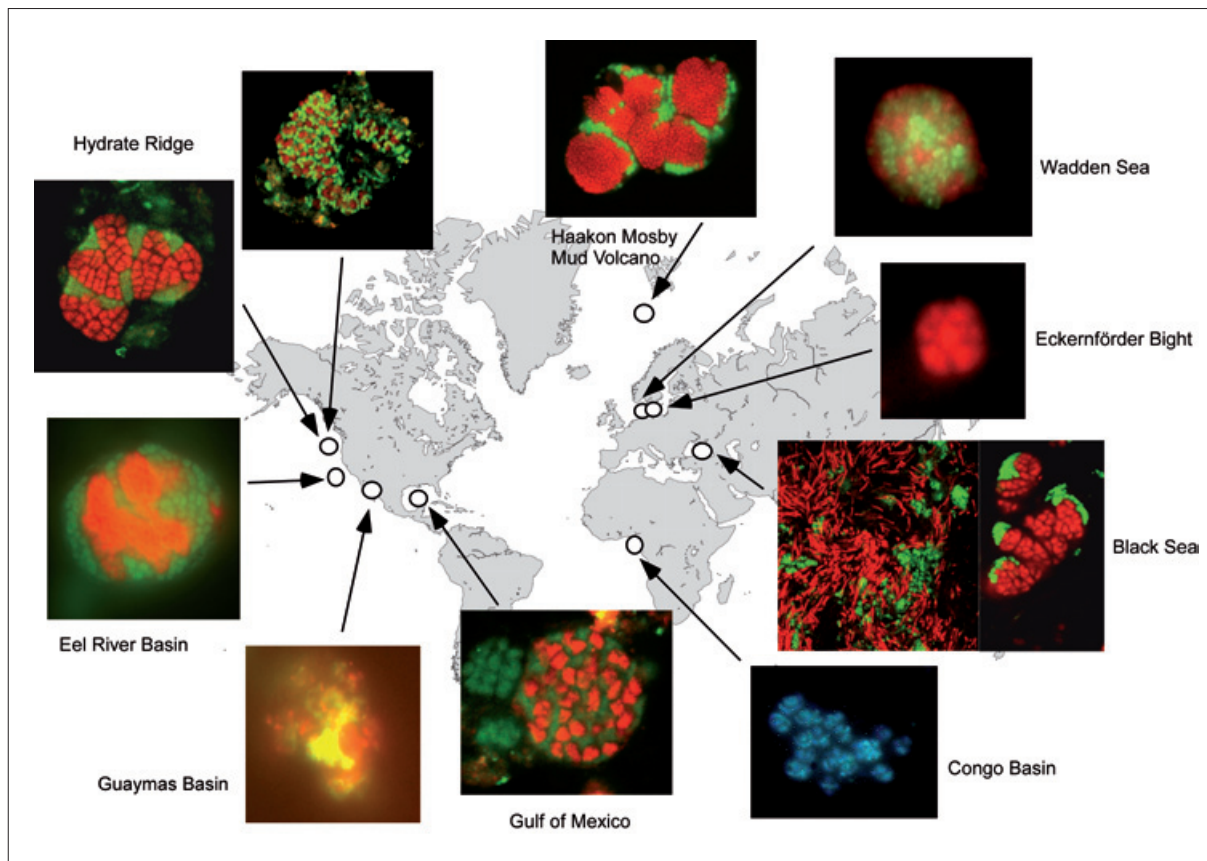 Hydrate Ridge
Haakon Mosby
Mud Volcano
Wadden Sea
Eckernförder Bight
Black Sea
Eel River Basin
Guaymas Basin
Gulf of Mexico
Congo Basin